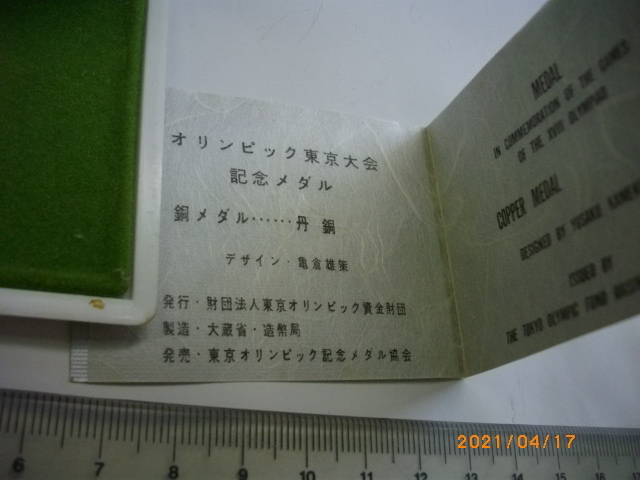 オリンピック東京大会
記念メダル
銅メダル……丹銅
デザイン・亀倉雄策
発行・財団法人東京オリンピック資金財団
製造・大蔵省・造幣局
発売・東京オリンピック記念メダル協会
MEDAL
IN COMMEMORATION OF THE GAMES
OF THE XVIII OLYMPIAD
COPPER MEDAL
DESIGNED BY YUSAKU
ISSUED BY
THE TOKYO OLYMPIC FUND
6 7 8 9 10 11 12 13 14 15 16
2021/04/17